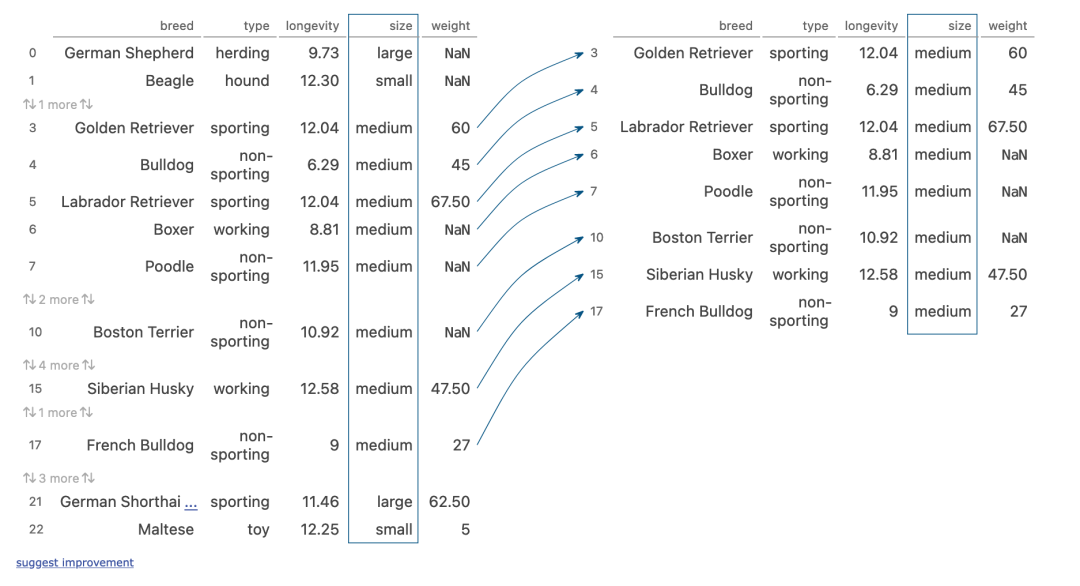 breed type longevity size weight
0 German Shepherd herding 9.73 large NaN
1 Beagle hound 12.30 small NaN
⇅ 1 more ⇅
3 Golden Retriever sporting 12.04 medium 60
4 Bulldog non-sporting 6.29 medium 45
5 Labrador Retriever sporting 12.04 medium 67.50
6 Boxer working 8.81 medium NaN
7 Poodle non-sporting 11.95 medium NaN
⇅ 2 more ⇅
10 Boston Terrier non-sporting 10.92 medium NaN
⇅ 4 more ⇅
15 Siberian Husky working 12.58 medium 47.50
⇅ 1 more ⇅
17 French Bulldog non-sporting 9 medium 27
⇅ 3 more ⇅
21 German Shorthai ... sporting 11.46 large 62.50
22 Maltese toy 12.25 small 5
suggest improvement
breed type longevity size weight
3 Golden Retriever sporting 12.04 medium 60
4 Bulldog non-sporting 6.29 medium 45
5 Labrador Retriever sporting 12.04 medium 67.50
6 Boxer working 8.81 medium NaN
7 Poodle non-sporting 11.95 medium NaN
10 Boston Terrier non-sporting 10.92 medium NaN
15 Siberian Husky working 12.58 medium 47.50
17 French Bulldog non-sporting 9 medium 27